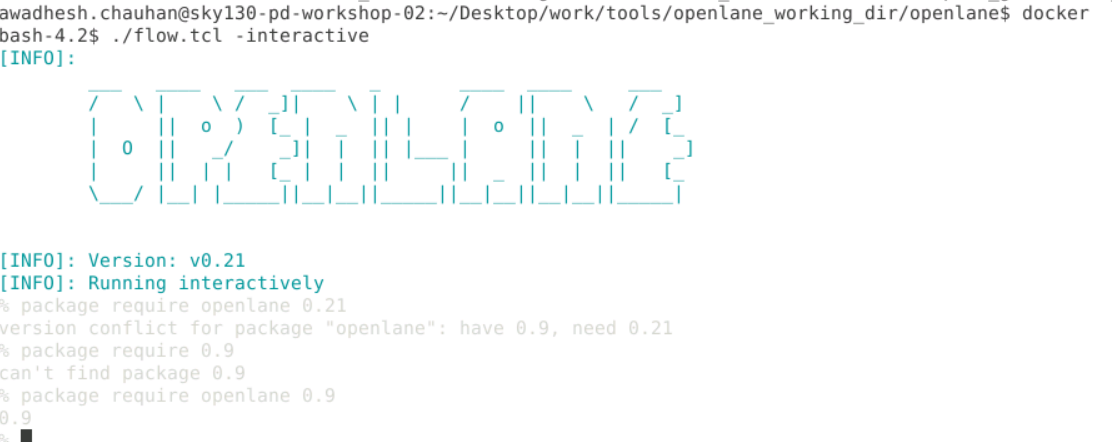 awadhesh.chauhan@sky130-pd-workshop-02:~/Desktop/work/tools/openlane_working_dir/openlane$ docker
bash-4.2$ ./flow.tcl -interactive
[INFO]:
OPENLANE
[INFO]: Version: v0.21
[INFO]: Running interactively
% package require openlane 0.21
version conflict for package "openlane": have 0.9, need 0.21
% package require 0.9
can't find package 0.9
% package require openlane 0.9
0.9
%